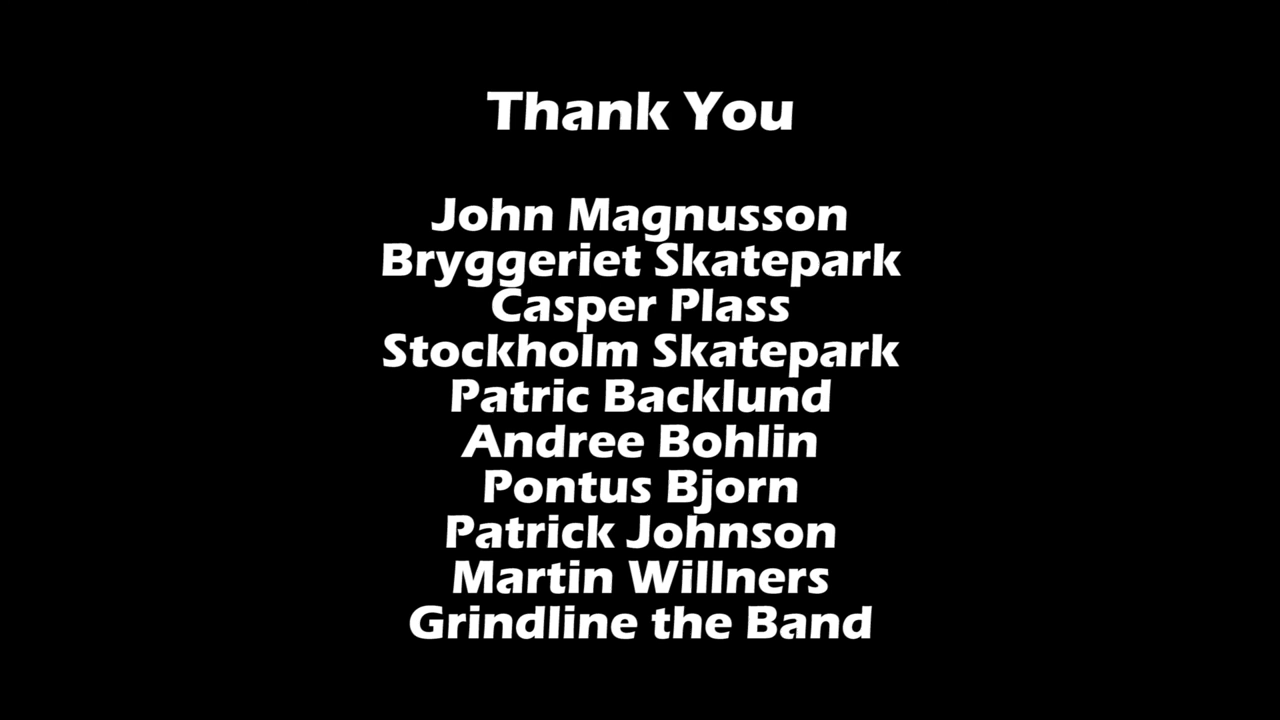 Thank You
John Magnusson
Bryggeriet Skatepark
Casper Plass
Stockholm Skatepark
Patric Backlund
Andree Bohlin
Pontus Bjorn
Patrick Johnson
Martin Willners
Grindline the Band